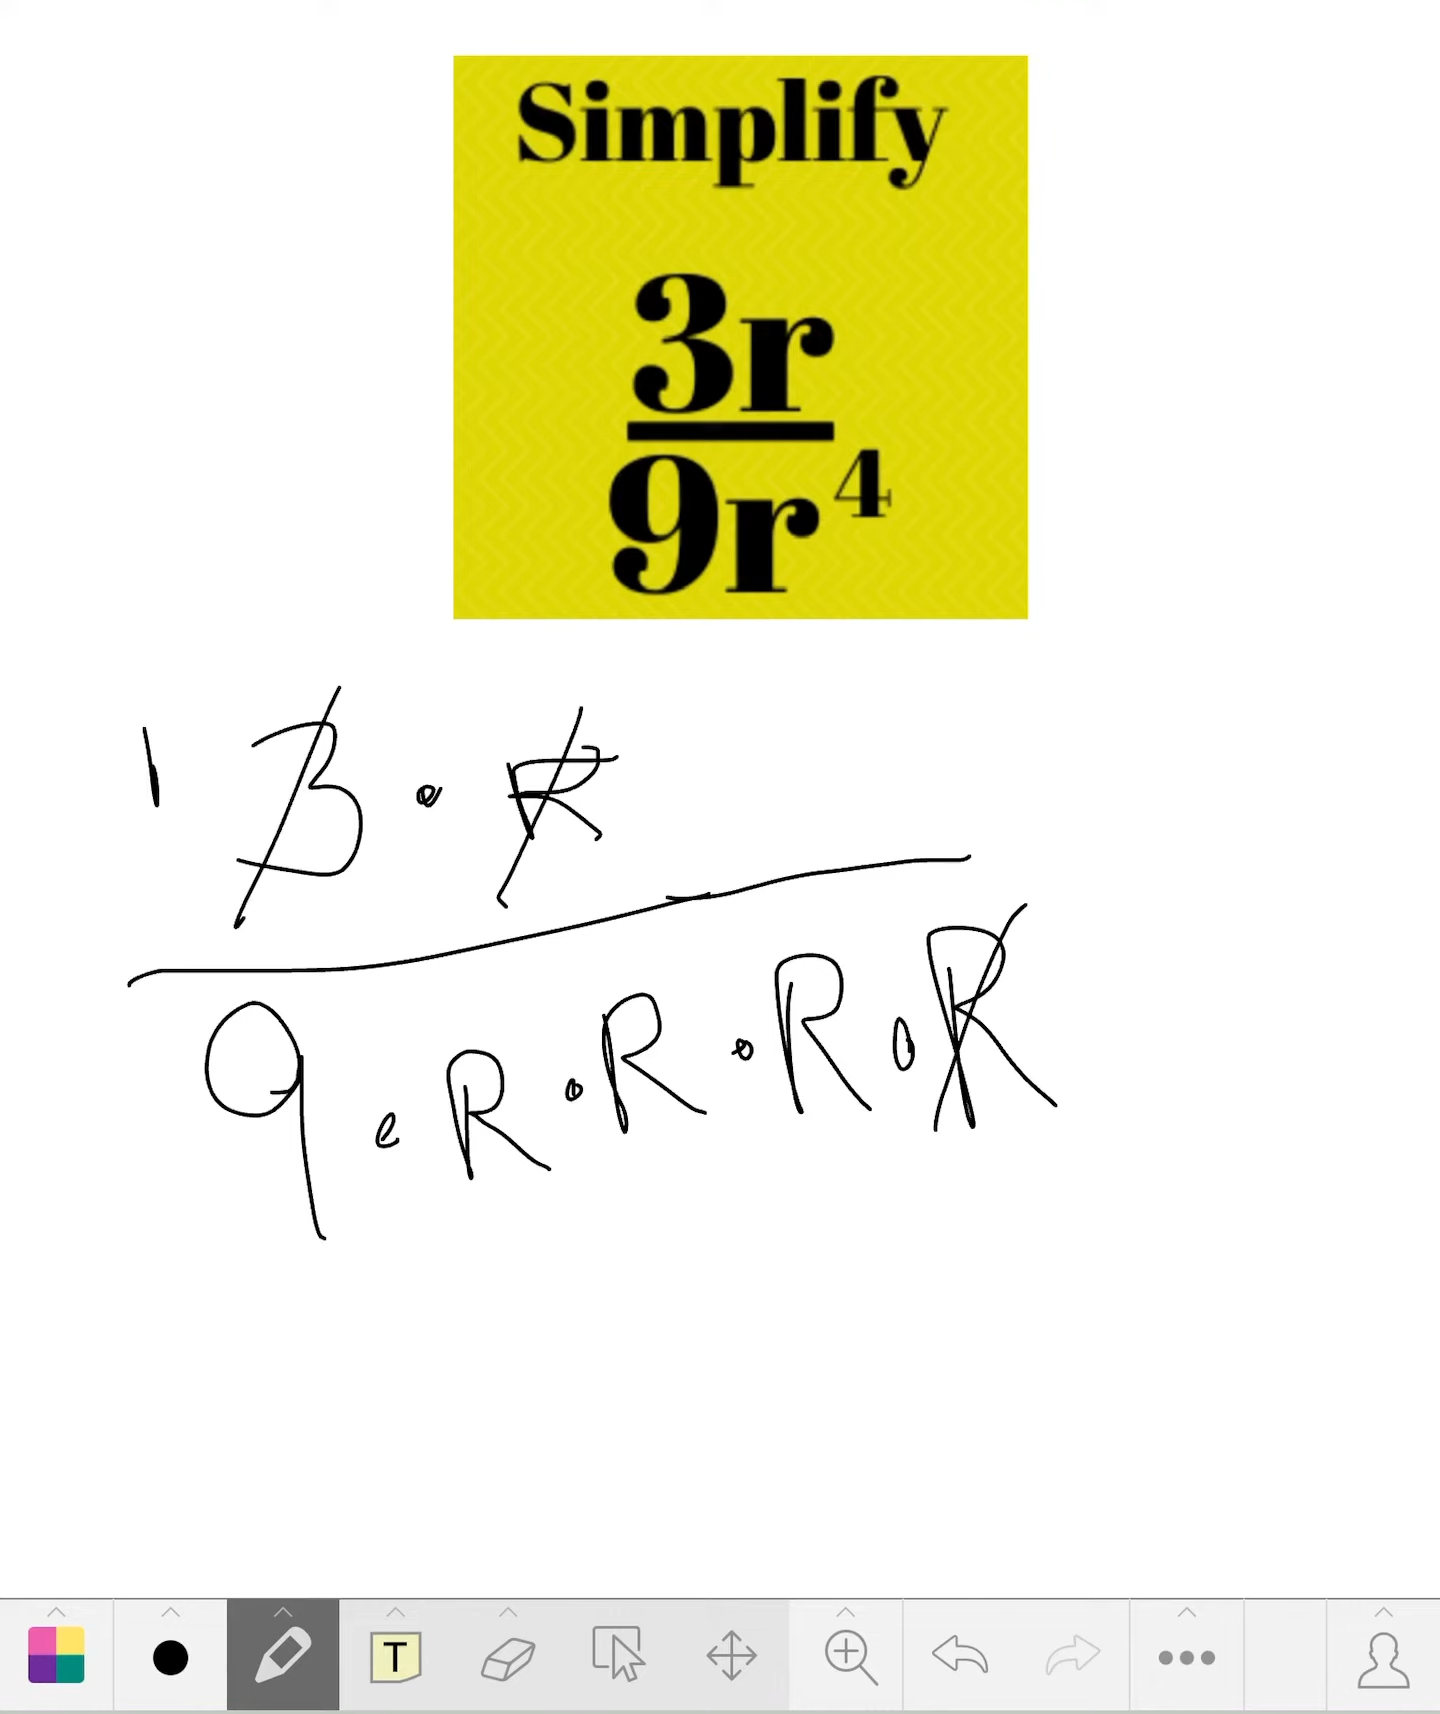 Simplify
3r
9r⁴
1 3 • R
9 • R • R • R • R
T